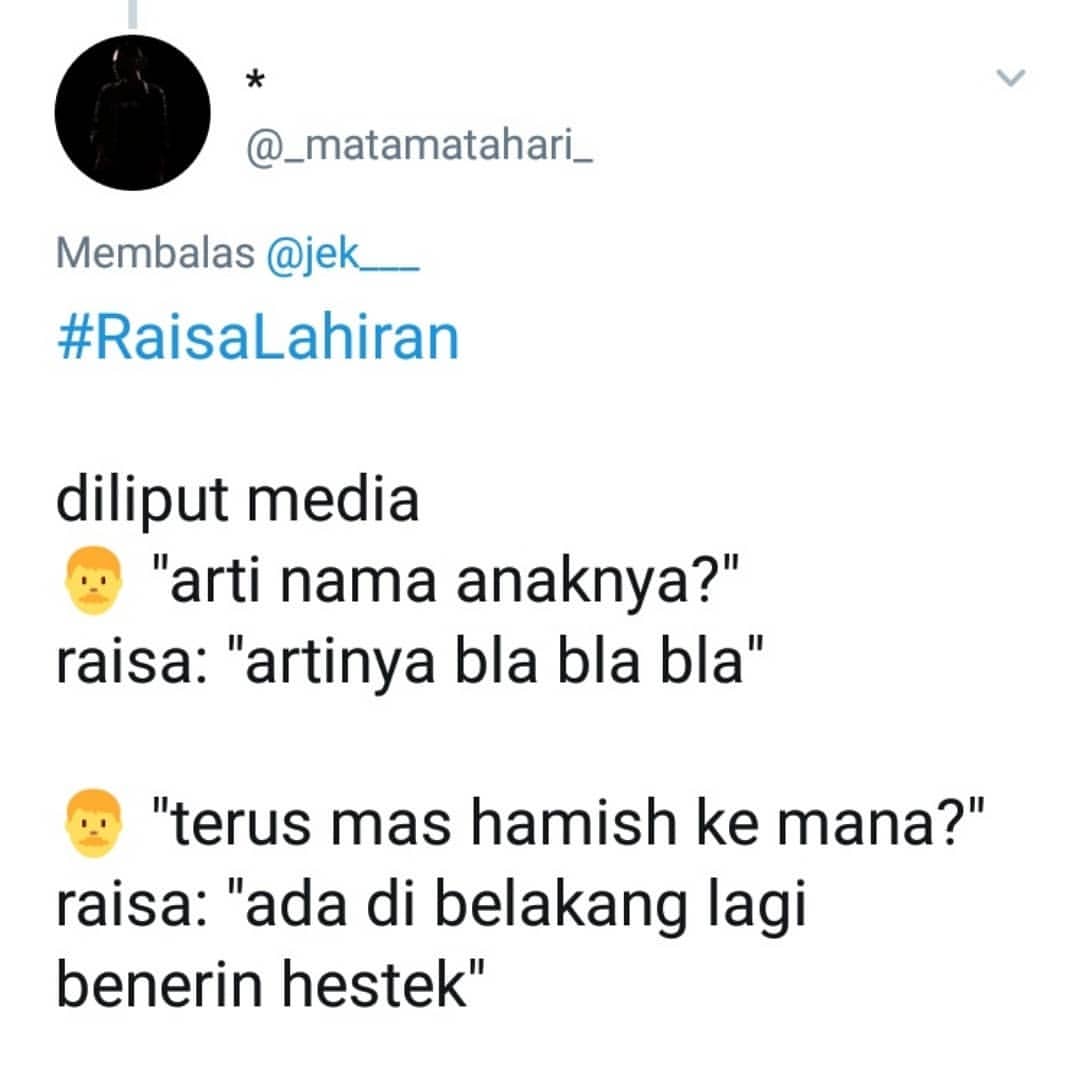 *
@_matamatahari_
Membalas @jek___
#RaisaLahiran
diliput media
👨 "arti nama anaknya?"
raisa: "artinya bla bla bla"
👨 "terus mas hamish ke mana?"
raisa: "ada di belakang lagi
benerin hestek"